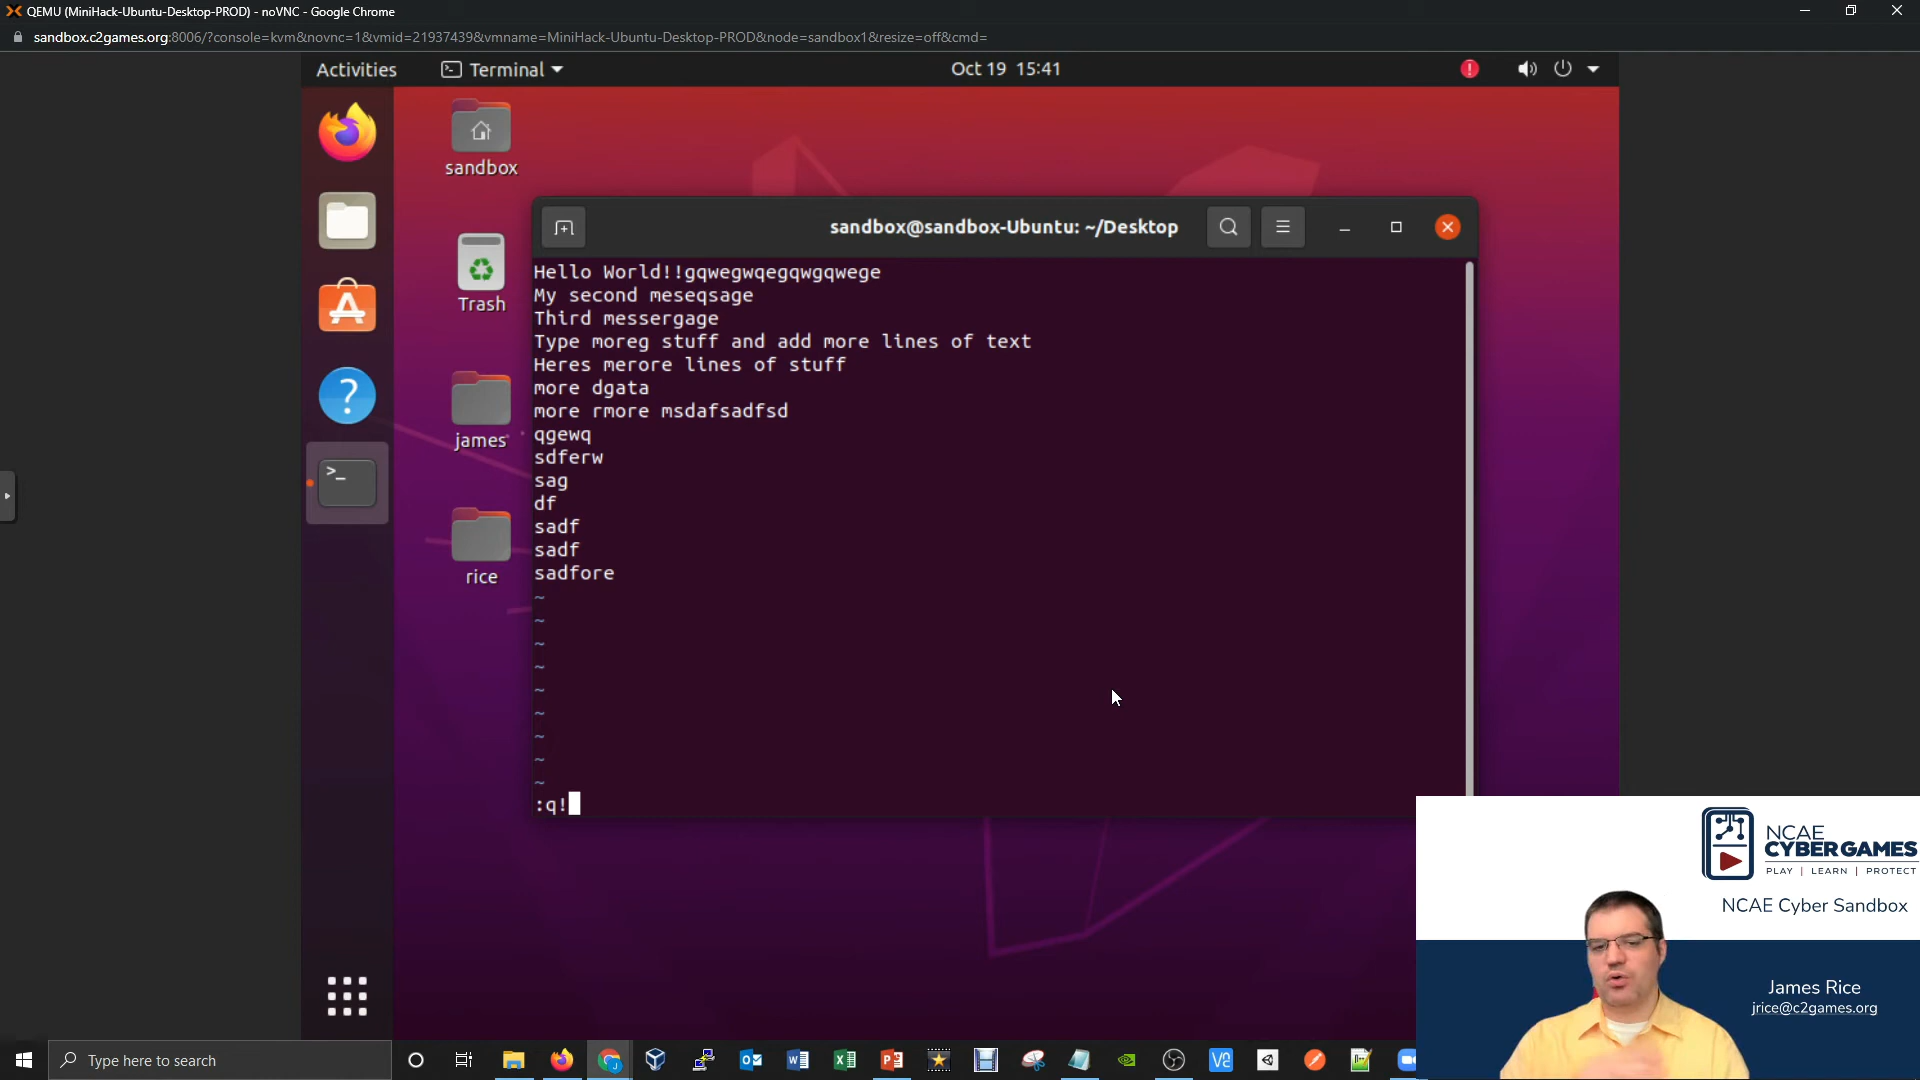 QEMU (MiniHack-Ubuntu-Desktop-PROD) - noVNC - Google Chrome
sandbox.c2games.org:8006/?console=kvm&novnc=1&vmid=21937439&vmname=MiniHack-Ubuntu-Desktop-PROD&node=sandbox1&resize=off&cmd=
Activities
Terminal
Oct 19 15:41
sandbox
Trash
james
rice
sandbox@sandbox-Ubuntu: ~/Desktop
Hello World!!gqwegwqegqwgqwege
My second meseqsage
Third messergage
Type moreg stuff and add more lines of text
Heres merore lines of stuff
more dgata
more rmore msdafsadfsd
qgewq
sdferw
sag
df
sadf
sadf
sadfore
~
~
~
~
~
~
~
~
~
:q!
NCAE
CYBERGAMES
PLAY | LEARN | PROTECT
NCAE Cyber Sandbox
James Rice
jrice@c2games.org
Type here to search